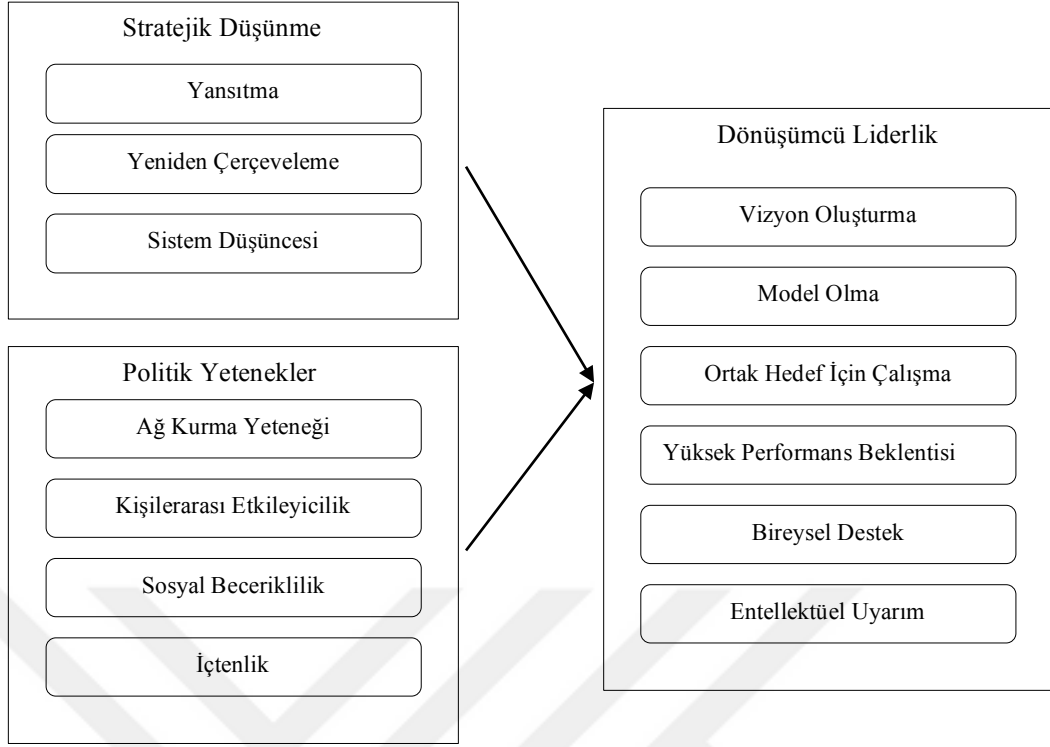 Stratejik Düşünme
Yansıtma
Yeniden Çerçeveleme
Sistem Düşüncesi
Politik Yetenekler
Ağ Kurma Yeteneği
Kişilerarası Etkileyicilik
Sosyal Beceriklilik
İçtenlik
Dönüşümcü Liderlik
Vizyon Oluşturma
Model Olma
Ortak Hedef İçin Çalışma
Yüksek Performans Beklentisi
Bireysel Destek
Entellektüel Uyarım